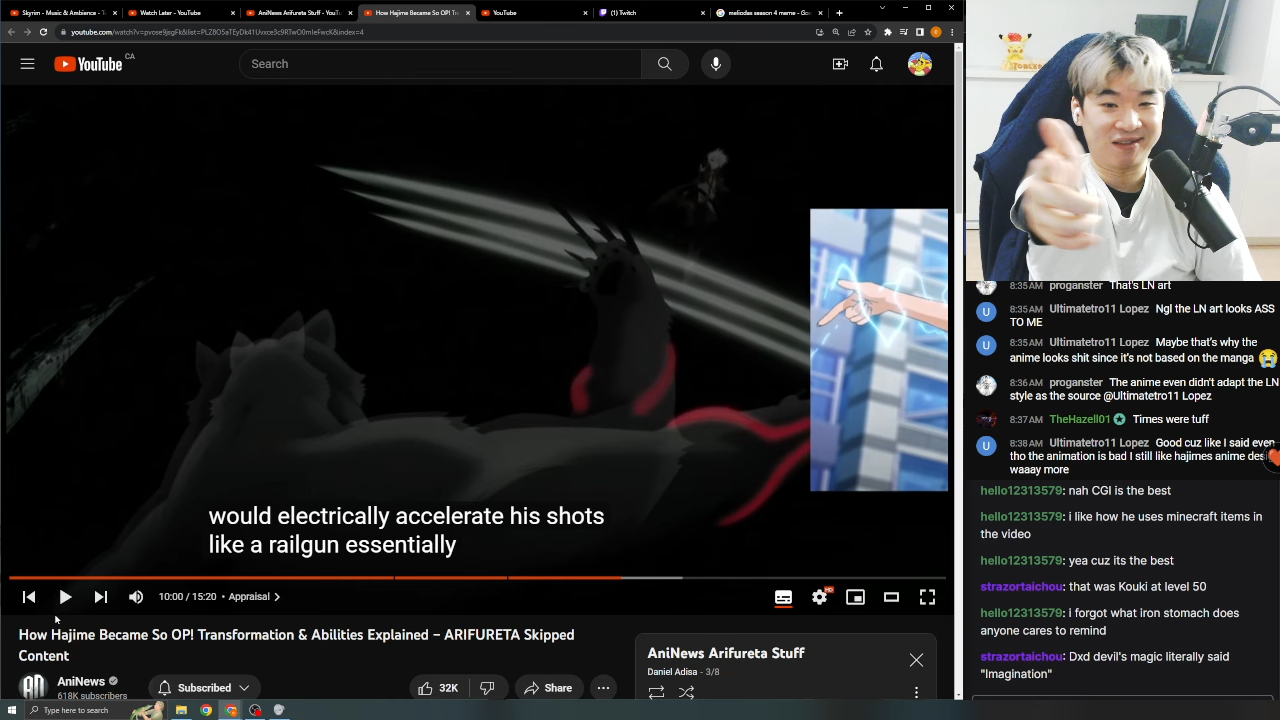 Skyrim - Music & Ambience - T
Watch Later - YouTube
AniNews Arifureta Stuff - YouT
How Hajime Became So OP! Tr
YouTube
Twitch
meliodas season 4 meme - Go
youtube.com/watch?v=
YouTube CA
Search
would electrically accelerate his shots
like a railgun essentially
10:00 / 15:20 • Appraisal
HD
How Hajime Became So OP! Transformation & Abilities Explained – ARIFURETA Skipped
Content
AniNews
618K subscribers
Subscribed
32K
Share
AniNews Arifureta Stuff
Daniel Adisa - 3/8
8:35 AM proganster That's LN art
U 8:35 AM Ultimatetro11 Lopez Ngl the LN art looks ASS
TO ME
U 8:35 AM Ultimatetro11 Lopez Maybe that's why the
anime looks shit since it's not based on the manga
8:36 AM proganster The anime even didn't adapt the LN
style as the source @Ultimatetro11 Lopez
8:37 AM TheHazell01 Times were tuff
U 8:38 AM Ultimatetro11 Lopez Good cuz like I said even
tho the animation is bad I still like hajimes anime des
waaay more
hello12313579: nah CGI is the best
hello12313579: i like how he uses minecraft items in
the video
hello12313579: yea cuz its the best
strazortaichou: that was Kouki at level 50
hello12313579: i forgot what iron stomach does
anyone cares to remind
strazortaichou: Dxd devil's magic literally said
"Imagination"
Type here to search